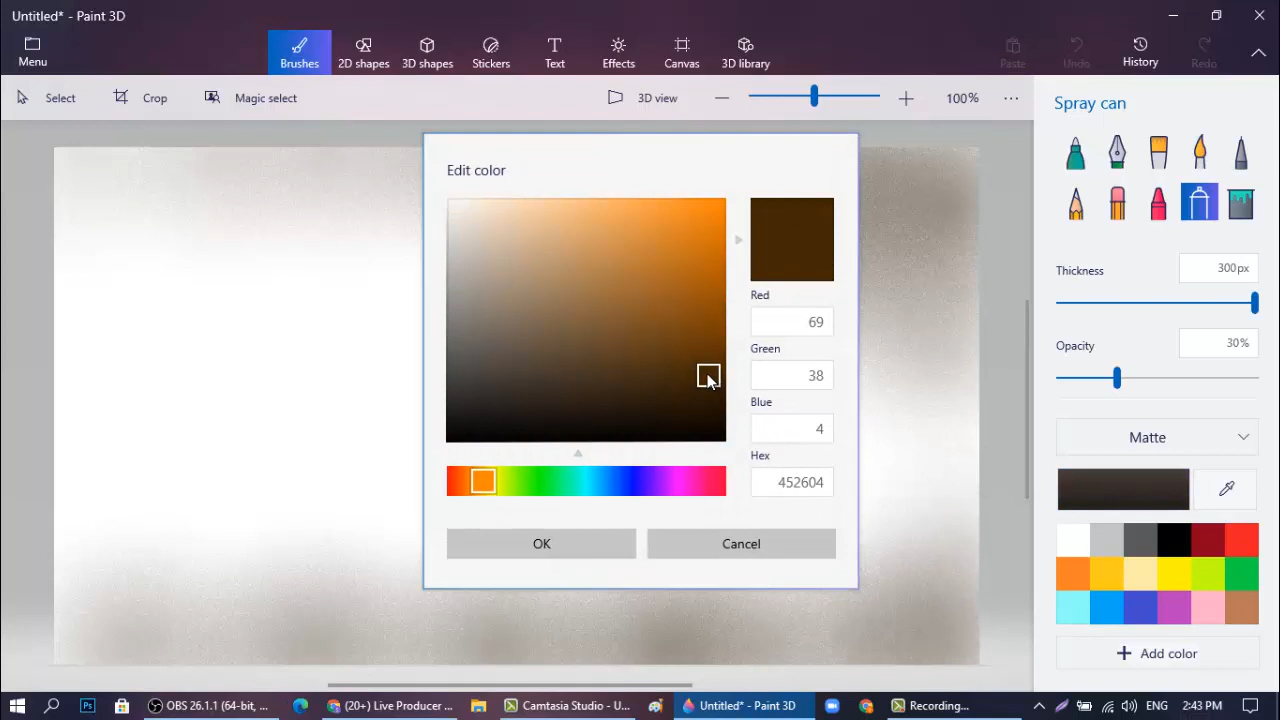 Untitled* - Paint 3D
Menu
Brushes
2D shapes
3D shapes
Stickers
Text
Effects
Canvas
3D library
Paste
Undo
History
Redo
Select
Crop
Magic select
3D view
100%
Spray can
Thickness
300px
Opacity
30%
Matte
Add color
Edit color
Red
69
Green
38
Blue
4
Hex
452604
OK
Cancel
Ps
OBS 26.1.1 (64-bit, ...
(20+) Live Producer ...
Camtasia Studio - U...
Untitled* - Paint 3D
Recording...
ENG
2:43 PM